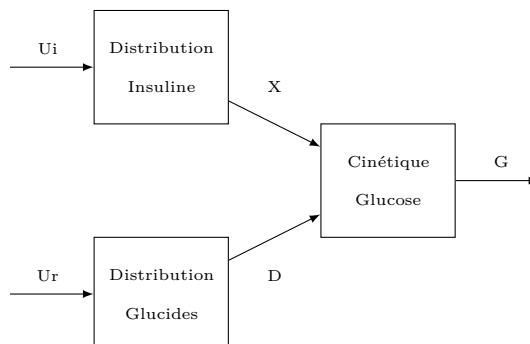 Ui
Distribution
Insuline
X
Cinétique
Glucose
G
Ur
Distribution
Glucides
D